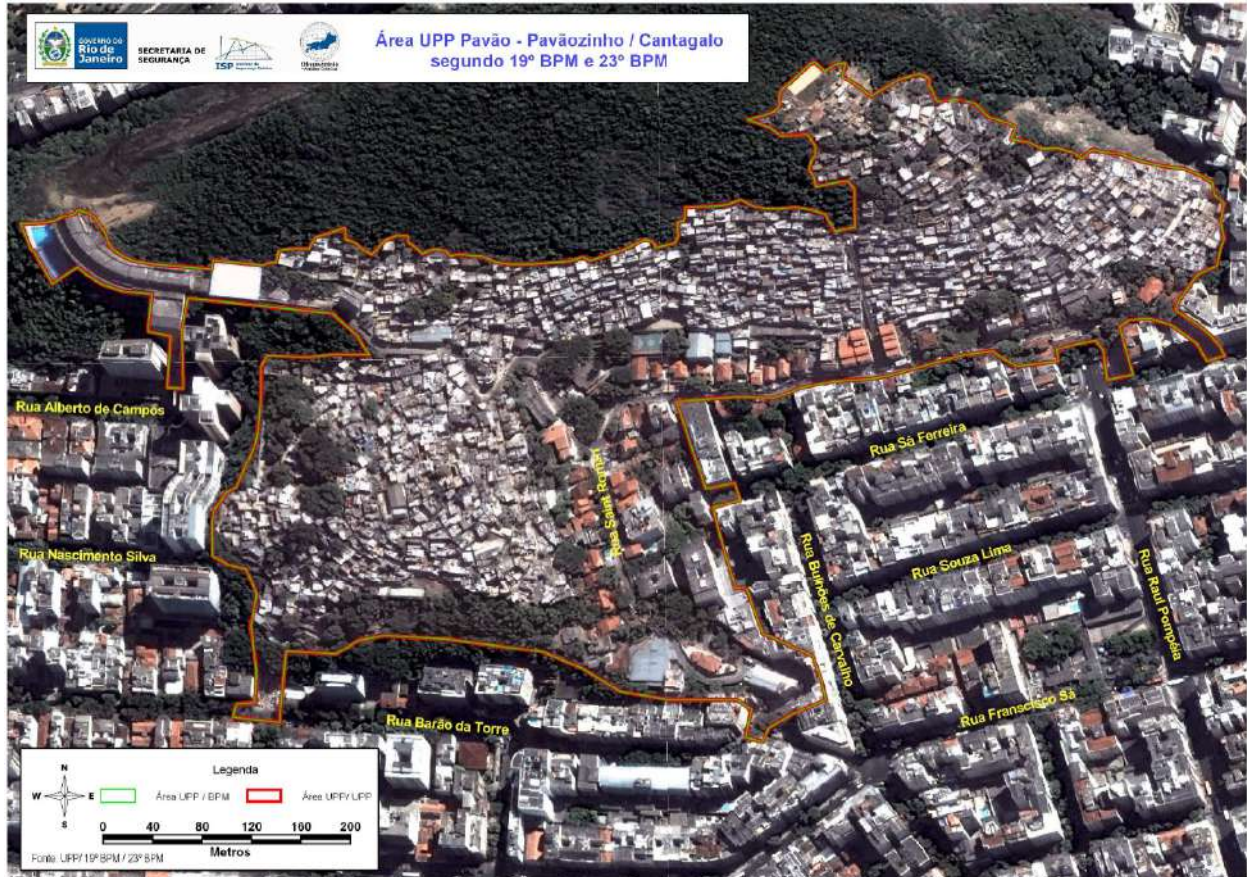 GOVERNO DO
Rio de
Janeiro
SECRETARIA DE
SEGURANÇA
ISP
Área UPP Pavão - Pavãozinho / Cantagalo
segundo 19º BPM e 23º BPM
Rua Alberto de Campos
Rua Sá Ferreira
Rua Saint Roman
Rua Nascimento Silva
Rua Souza Lima
Rua Bulhões de Carvalho
Rua Raul Pompéia
Rua Franscisco Sá
Rua Barão da Torre
Legenda
N
W E
S
Área UPP / BPM
Área UPP/ UPP
0 40 80 120 160 200
Metros
Fonte: UPP/ 19º BPM / 23º BPM